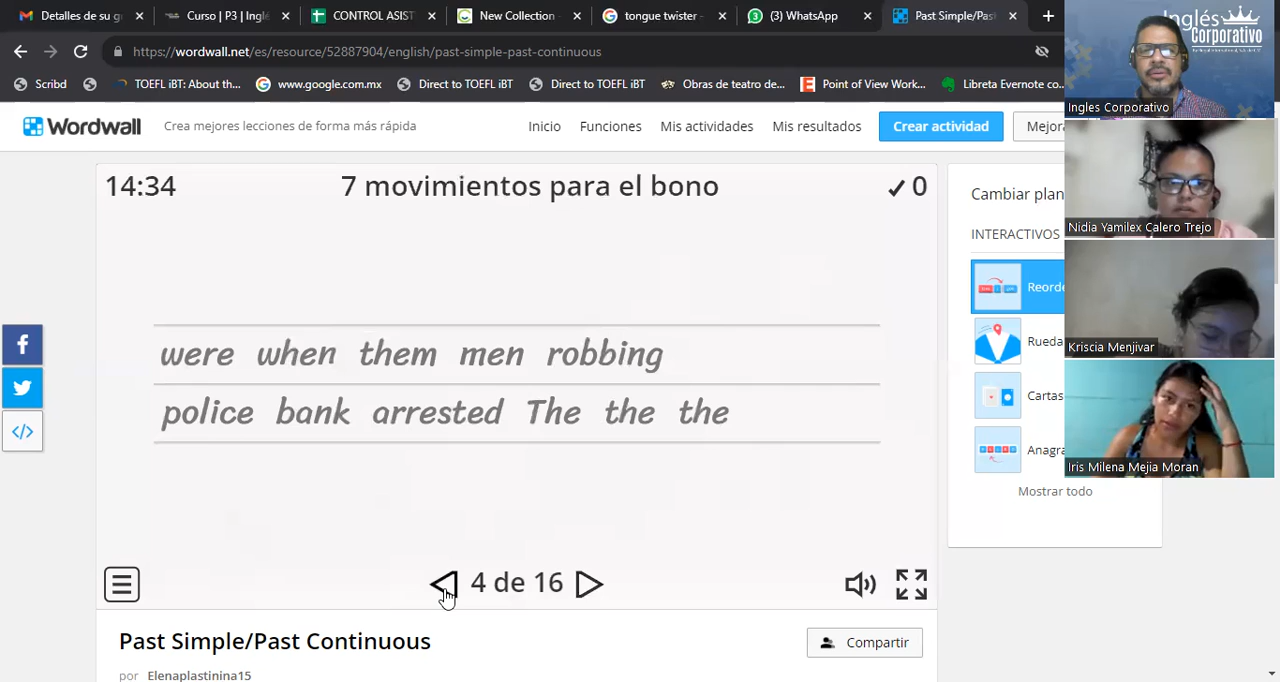 Detalles de su g
Curso | P3 | Inglé
CONTROL ASIST
New Collection -
tongue twister -
(3) WhatsApp
Past Simple/Past
https://wordwall.net/es/resource/52887904/english/past-simple-past-continuous
Scribd
TOEFL iBT: About th...
www.google.com.mx
Direct to TOEFL iBT
Direct to TOEFL iBT
Obras de teatro de...
Point of View Work...
Libreta Evernote co...
Wordwall
Crea mejores lecciones de forma más rápida
Inicio
Funciones
Mis actividades
Mis resultados
Crear actividad
Mejora
14:34
7 movimientos para el bono
0
were when them men robbing
police bank arrested The the the
4 de 16
Past Simple/Past Continuous
por Elenaplastinina15
Compartir
Cambiar plan
INTERACTIVOS
Reorde
Rueda
Cartas
Anagra
Mostrar todo
Inglés
Corporativo
Ingles Corporativo
Nidia Yamilex Calero Trejo
Kriscia Menjivar
Iris Milena Mejia Moran